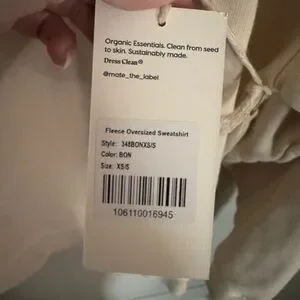 Organic Essentials. Clean from seed
to skin. Sustainably made.
Dress Clean®
@mate_the_label
Fleece Oversized Sweatshirt
Style: 348BONXS/S
Color: BON
Size: XS/S
106110016945